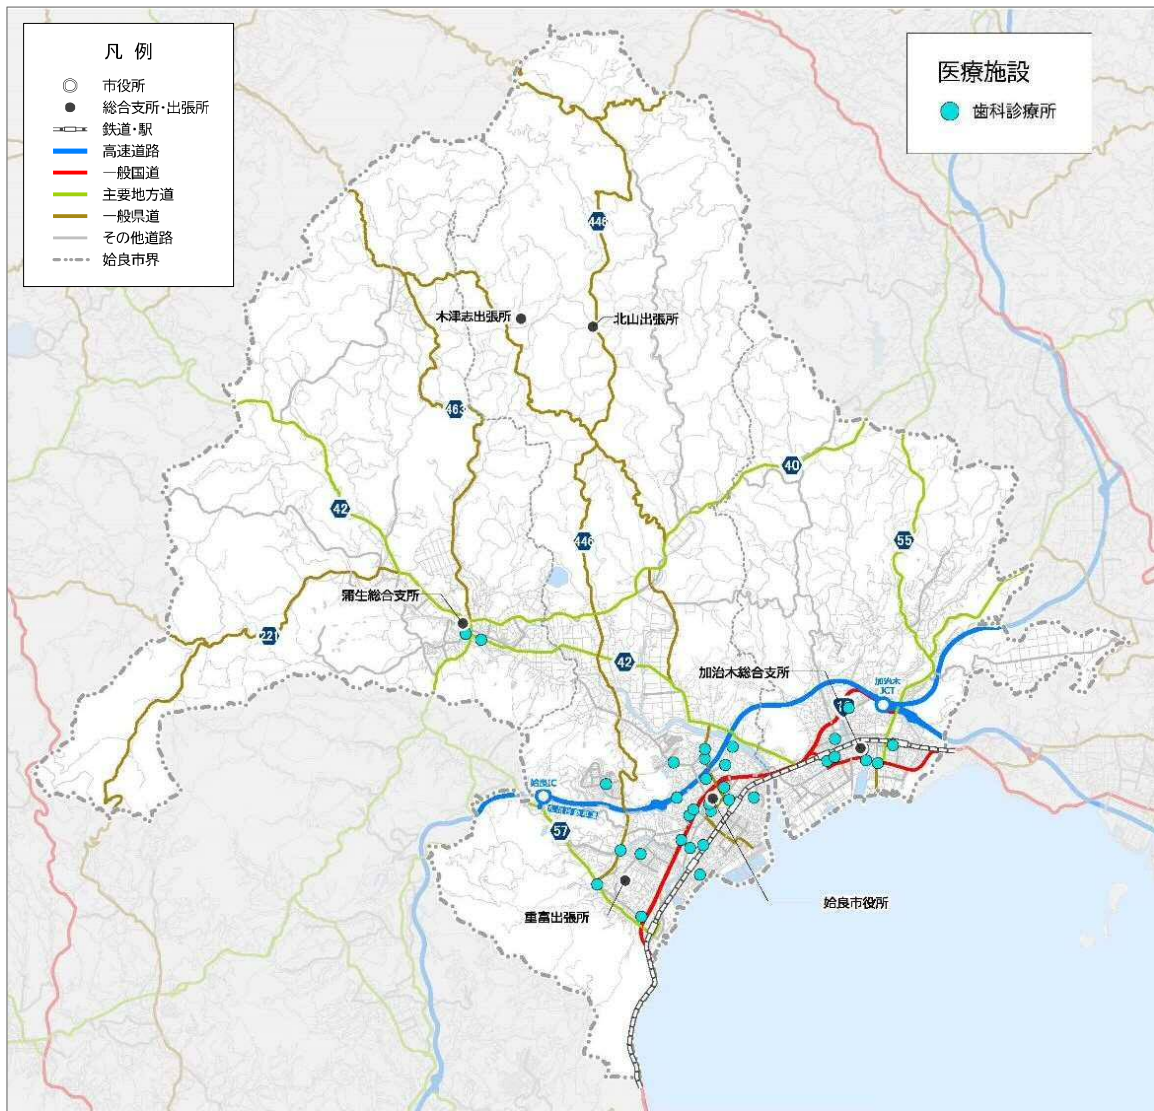 凡 例
市役所
総合支所・出張所
鉄道・駅
高速道路
一般国道
主要地方道
一般県道
その他道路
姶良市界
医療施設
歯科診療所
446
木津志出張所
北山出張所
463
40
42
446
55
蒲生総合支所
221
42
加治木総合支所
加治木
JCT
姶良IC
57
重富出張所
姶良市役所